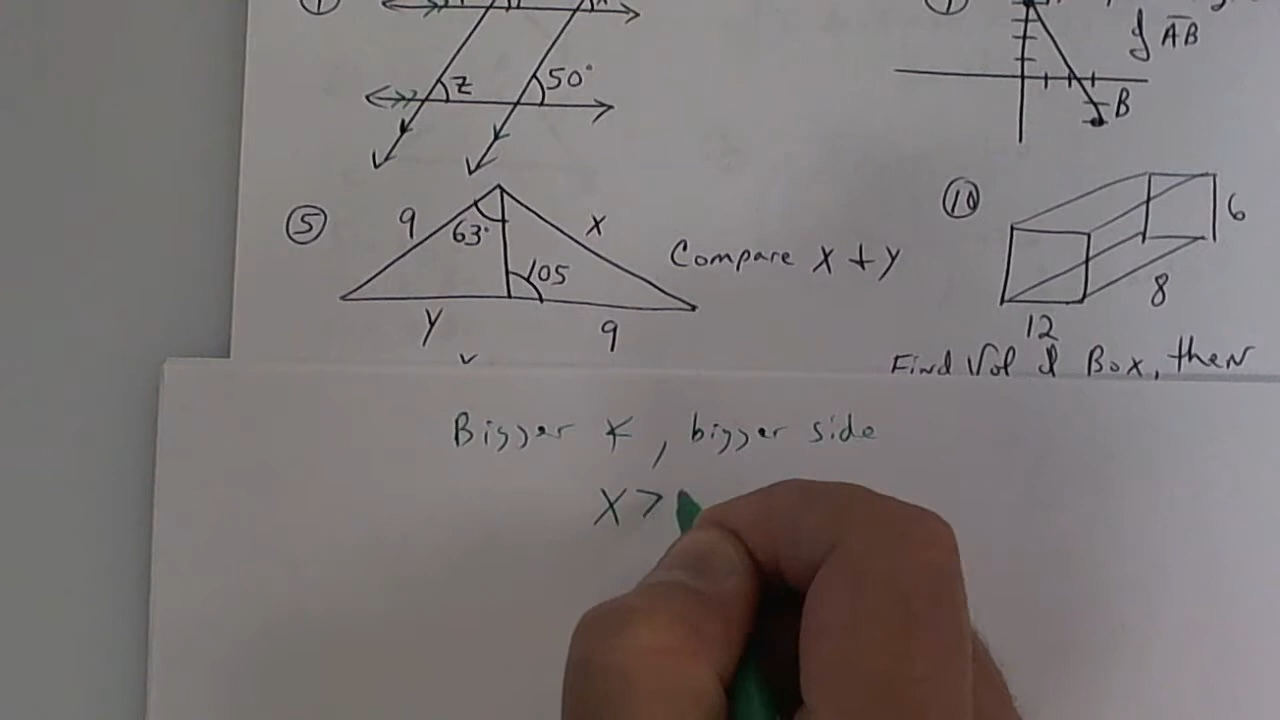 z
50°
AB
B
⑤
9
63°
x
105
Compare x + y
y
9
⑩
6
8
12
Find Vol of Box, then
Bigger ∡, bigger side
x >